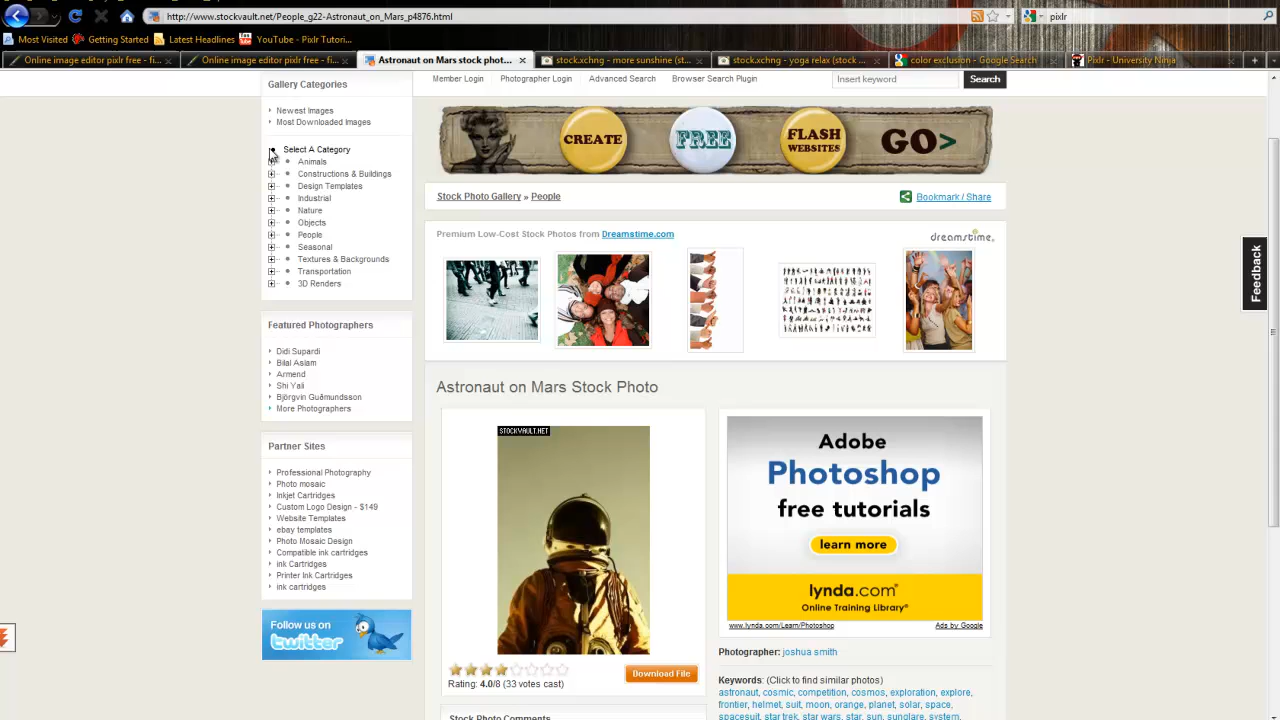 http://www.stockvault.net/People_g22-Astronaut_on_Mars_p4876.html
pixlr
Most Visited Getting Started Latest Headlines YouTube - Pixlr Tutori...
Online image editor pixlr free - fi... Online image editor pixlr free - fi... Astronaut on Mars stock phot... stock.xchng - more sunshine (st... stock.xchng - yoga relax (stock ... color exclusion - Google Search Pixlr - University Ninja
Gallery Categories
Newest Images
Most Downloaded Images
Select A Category
Animals
Constructions & Buildings
Design Templates
Industrial
Nature
Objects
People
Seasonal
Textures & Backgrounds
Transportation
3D Renders
Featured Photographers
Didi Supardi
Bilal Aslam
Armend
Shi Yali
Björgvin Guðmundsson
More Photographers
Partner Sites
Professional Photography
Photo mosaic
Inkjet Cartridges
Custom Logo Design - $149
Website Templates
ebay templates
Photo Mosaic Design
Compatible ink cartridges
ink Cartridges
Printer Ink Cartridges
ink cartridges
Follow us on
twitter
Member Login Photographer Login Advanced Search Browser Search Plugin Insert keyword Search
CREATE FREE FLASH WEBSITES GO>
Stock Photo Gallery » People Bookmark / Share
Premium Low-Cost Stock Photos from Dreamstime.com dreamstime.
Astronaut on Mars Stock Photo
STOCKVAULT.NET
Rating: 4.0/8 (33 votes cast)
Download File
Stock Photo Comments
Adobe
Photoshop
free tutorials
learn more
lynda.com®
Online Training Library®
www.lynda.com/Learn/Photoshop Ads by Google
Photographer: joshua smith
Keywords: (Click to find similar photos)
astronaut, cosmic, competition, cosmos, exploration, explore,
frontier, helmet, suit, moon, orange, planet, solar, space,
spacesuit, star trek, star wars, star, sun, sunglare, system,
Feedback